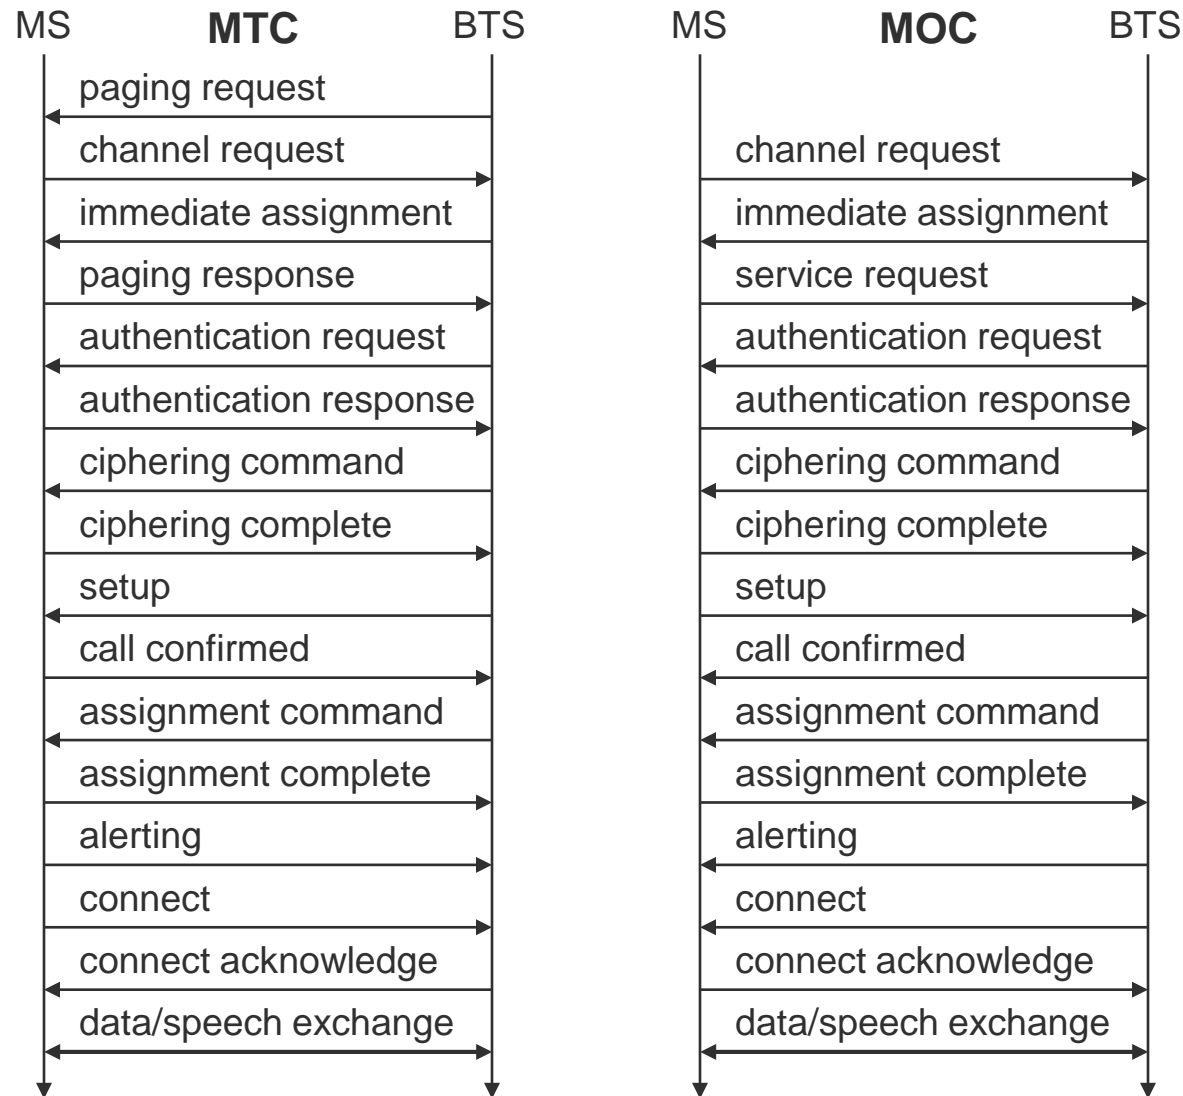 MS MTC BTS
paging request
channel request
immediate assignment
paging response
authentication request
authentication response
ciphering command
ciphering complete
setup
call confirmed
assignment command
assignment complete
alerting
connect
connect acknowledge
data/speech exchange
MS MOC BTS
channel request
immediate assignment
service request
authentication request
authentication response
ciphering command
ciphering complete
setup
call confirmed
assignment command
assignment complete
alerting
connect
connect acknowledge
data/speech exchange